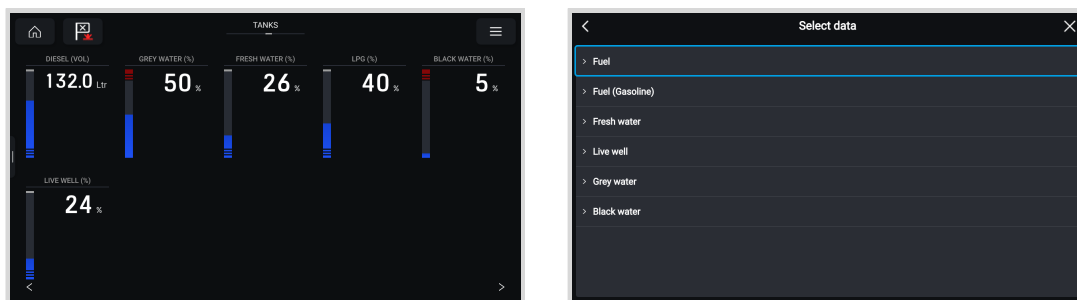 TANKS
DIESEL (VOL)
132.0 Ltr
GREY WATER (%)
50 %
FRESH WATER (%)
26 %
LPG (%)
40 %
BLACK WATER (%)
5 %
LIVE WELL (%)
24 %
Select data
Fuel
Fuel (Gasoline)
Fresh water
Live well
Grey water
Black water